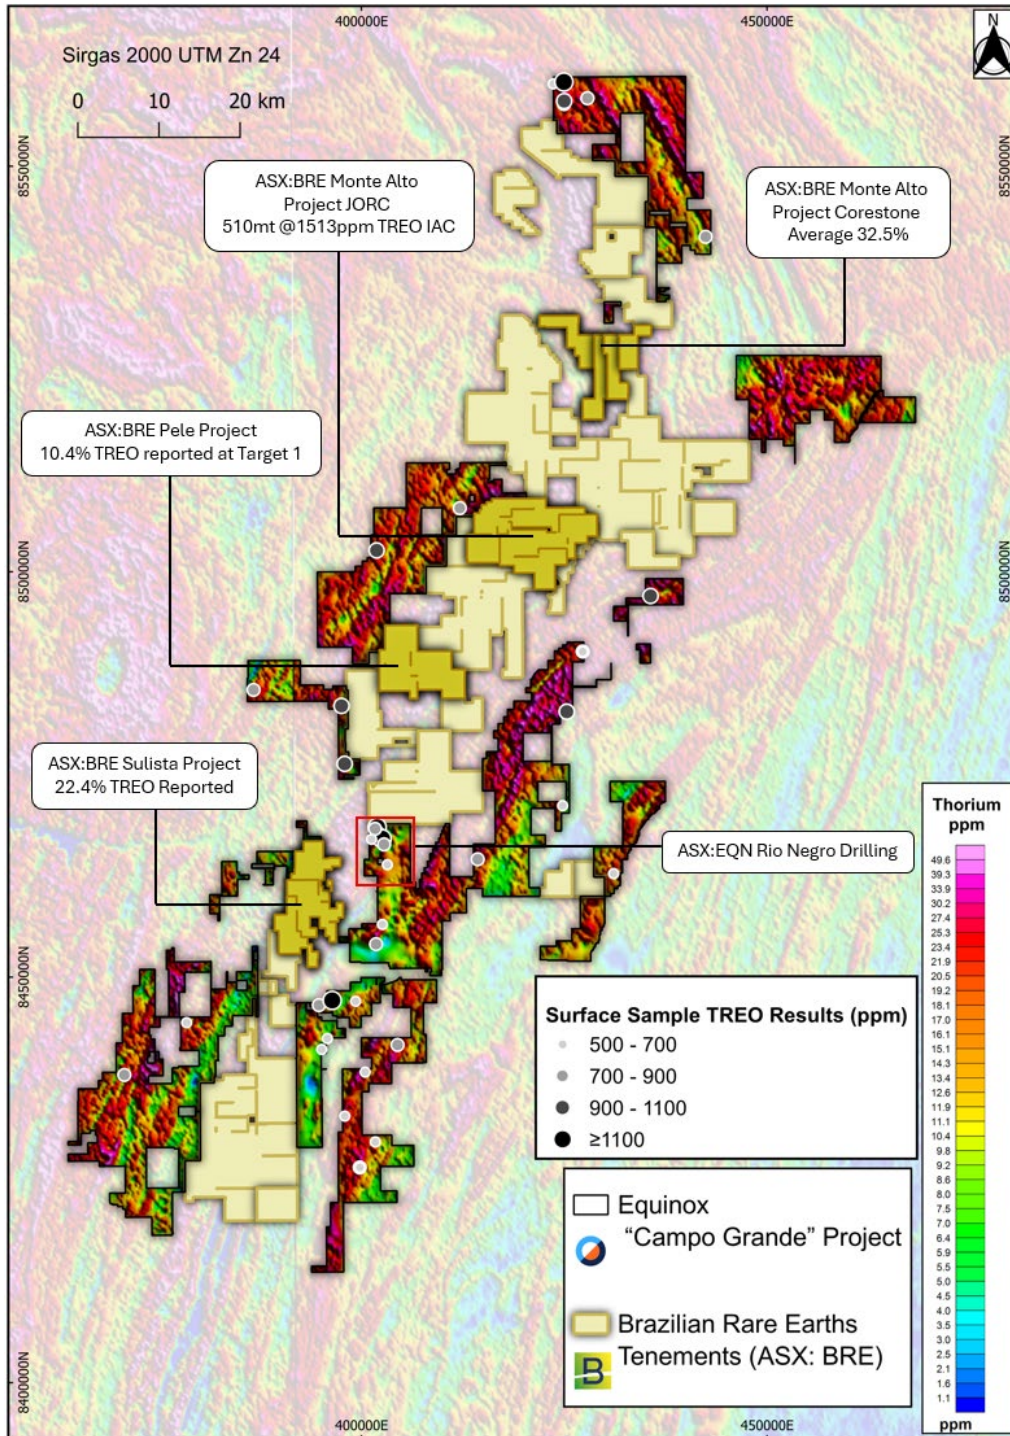 400000E
450000E
N
Sirgas 2000 UTM Zn 24
0 10 20 km
8550000N
8550000N
ASX:BRE Monte Alto
Project JORC
510mt @1513ppm TREO IAC
ASX:BRE Monte Alto
Project Corestone
Average 32.5%
ASX:BRE Pele Project
10.4% TREO reported at Target 1
8500000N
8500000N
ASX:BRE Sulista Project
22.4% TREO Reported
ASX:EQN Rio Negro Drilling
8450000N
Surface Sample TREO Results (ppm)
500 - 700
700 - 900
900 - 1100
≥1100
Equinox
“Campo Grande” Project
Brazilian Rare Earths
B
Tenements (ASX: BRE)
Thorium
ppm
49.6
49.3
33.9
30.2
27.4
25.3
23.4
21.9
20.5
19.2
18.1
17.0
16.1
15.1
14.3
13.4
12.6
11.9
11.1
10.4
9.8
9.2
8.6
8.0
7.5
7.0
6.4
5.9
5.5
5.0
4.5
4.0
3.5
3.0
2.5
2.1
1.6
1.1
ppm
8400000N
400000E
450000E